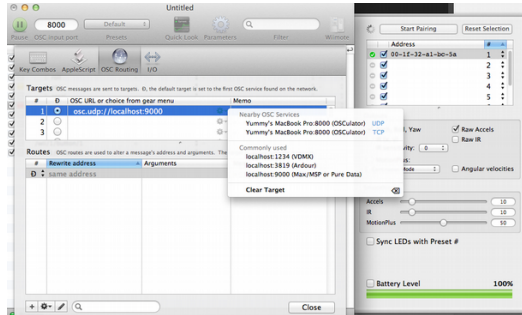 Untitled
8000
Default
Pause OSC input port Presets Quick Look Parameters Filter Wiimote
Key Combos AppleScript OSC Routing I/O
Targets OSC messages are sent to targets. Ð, the default target is set to the first OSC service found on the network.
# Ð OSC URL or choice from gear menu Memo
1 osc.udp://localhost:9000
2
3
Nearby OSC Services
Yummy's MacBook Pro:8000 (OSCulator) UDP
Yummy's MacBook Pro:8000 (OSCulator) TCP
Commonly used
localhost:1234 (VDMX)
localhost:3819 (Ardour)
localhost:9000 (Max/MSP or Pure Data)
Clear Target
Routes OSC routes are used to alter a message's address and arguments. The
# Rewrite address Arguments
Ð same address
Close
Start Pairing Reset Selection
Address #
00-1f-32-a1-bc-5a 1
2
3
4
5
, Yaw Raw Accels
Raw IR
ivity: 0
us:
Mode Angular velocities
Accels 10
IR 10
MotionPlus 50
Sync LEDs with Preset #
Battery Level 100%